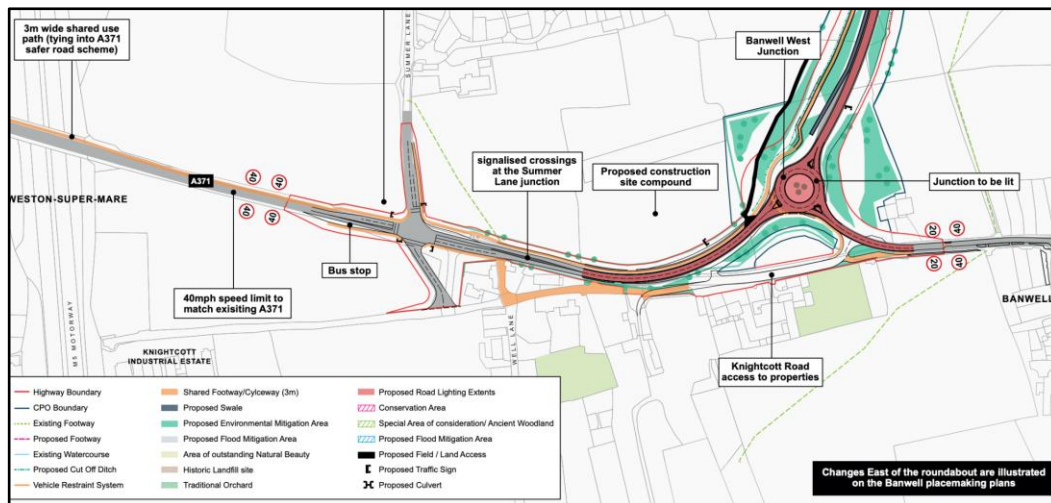 3m wide shared use
path (tying into A371
safer road scheme)
SUMMER LANE
Banwell West
Junction
signalised crossings
at the Summer
Lane junction
Proposed construction
site compound
Junction to be lit
A371
40
40
40
40
WESTON-SUPER-MARE
Bus stop
40mph speed limit to
match exisiting A371
20
40
20
40
BANWELL
M5 MOTORWAY
KNIGHTCOTT
INDUSTRIAL ESTATE
WELL LANE
Knightcott Road
access to properties
Highway Boundary
CPO Boundary
Existing Footway
Proposed Footway
Existing Watercourse
Proposed Cut Off Ditch
Vehicle Restraint System
Shared Footway/Cylceway (3m)
Proposed Swale
Proposed Environmental Mitigation Area
Proposed Flood Mitigation Area
Area of outstanding Natural Beauty
Historic Landfill site
Traditional Orchard
Proposed Road Lighting Extents
Conservation Area
Special Area of consideration/ Ancient Woodland
Proposed Flood Mitigation Area
Proposed Field / Land Access
Proposed Traffic Sign
Proposed Culvert
Changes East of the roundabout are illustrated
on the Banwell placemaking plans